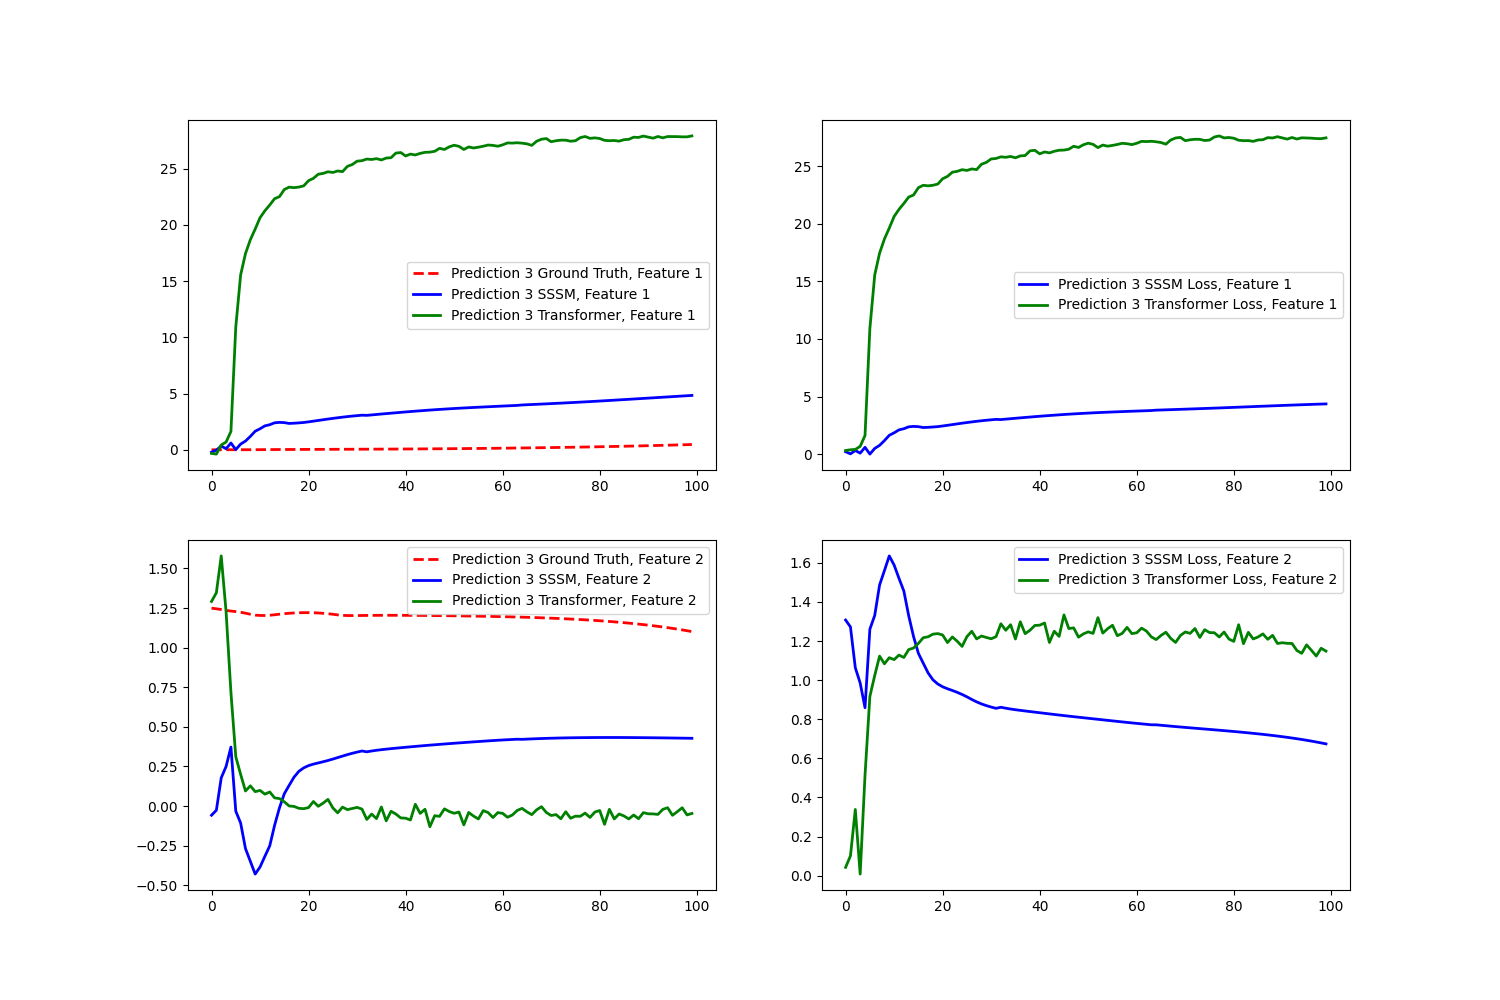 25
20
15
10
5
0
Prediction 3 Ground Truth, Feature 1
Prediction 3 SSSM, Feature 1
Prediction 3 Transformer, Feature 1
0 20 40 60 80 100
25
20
15
10
5
0
Prediction 3 SSSM Loss, Feature 1
Prediction 3 Transformer Loss, Feature 1
0 20 40 60 80 100
1.50
1.25
1.00
0.75
0.50
0.25
0.00
−0.25
−0.50
Prediction 3 Ground Truth, Feature 2
Prediction 3 SSSM, Feature 2
Prediction 3 Transformer, Feature 2
0 20 40 60 80 100
1.6
1.4
1.2
1.0
0.8
0.6
0.4
0.2
0.0
Prediction 3 SSSM Loss, Feature 2
Prediction 3 Transformer Loss, Feature 2
0 20 40 60 80 100